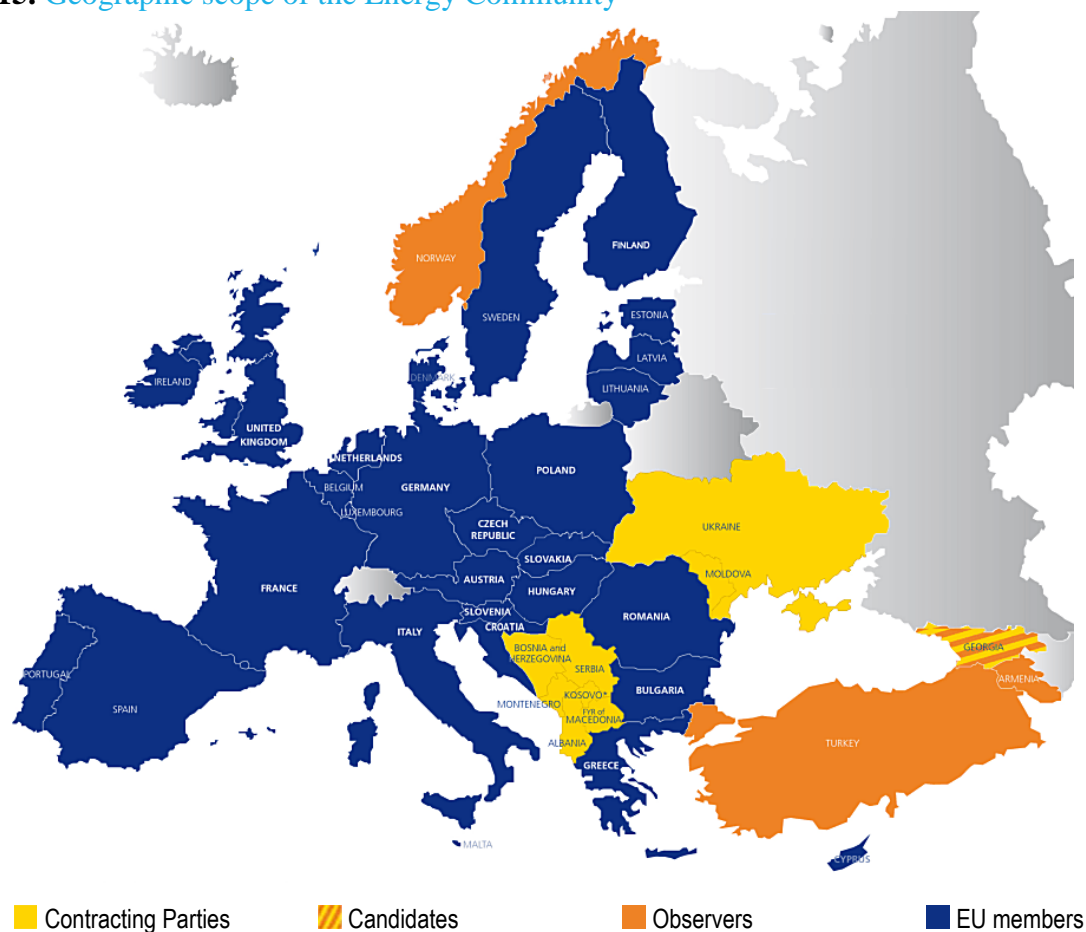 15. Geographic scope of the Energy Community
NORWAY
FINLAND
SWEDEN
ESTONIA
LATVIA
LITHUANIA
DENMARK
IRELAND
UNITED
KINGDOM
NETHERLANDS
BELGIUM
LUXEMBOURG
GERMANY
POLAND
CZECH
REPUBLIC
SLOVAKIA
AUSTRIA
HUNGARY
FRANCE
SLOVENIA
CROATIA
ITALY
ROMANIA
UKRAINE
MOLDOVA
BOSNIA and
HERZEGOVINA
SERBIA
MONTENEGRO
KOSOVO*
FYR of
MACEDONIA
ALBANIA
BULGARIA
GREECE
PORTUGAL
SPAIN
MALTA
GEORGIA
ARMENIA
TURKEY
CYPRUS
Contracting Parties
Candidates
Observers
EU members